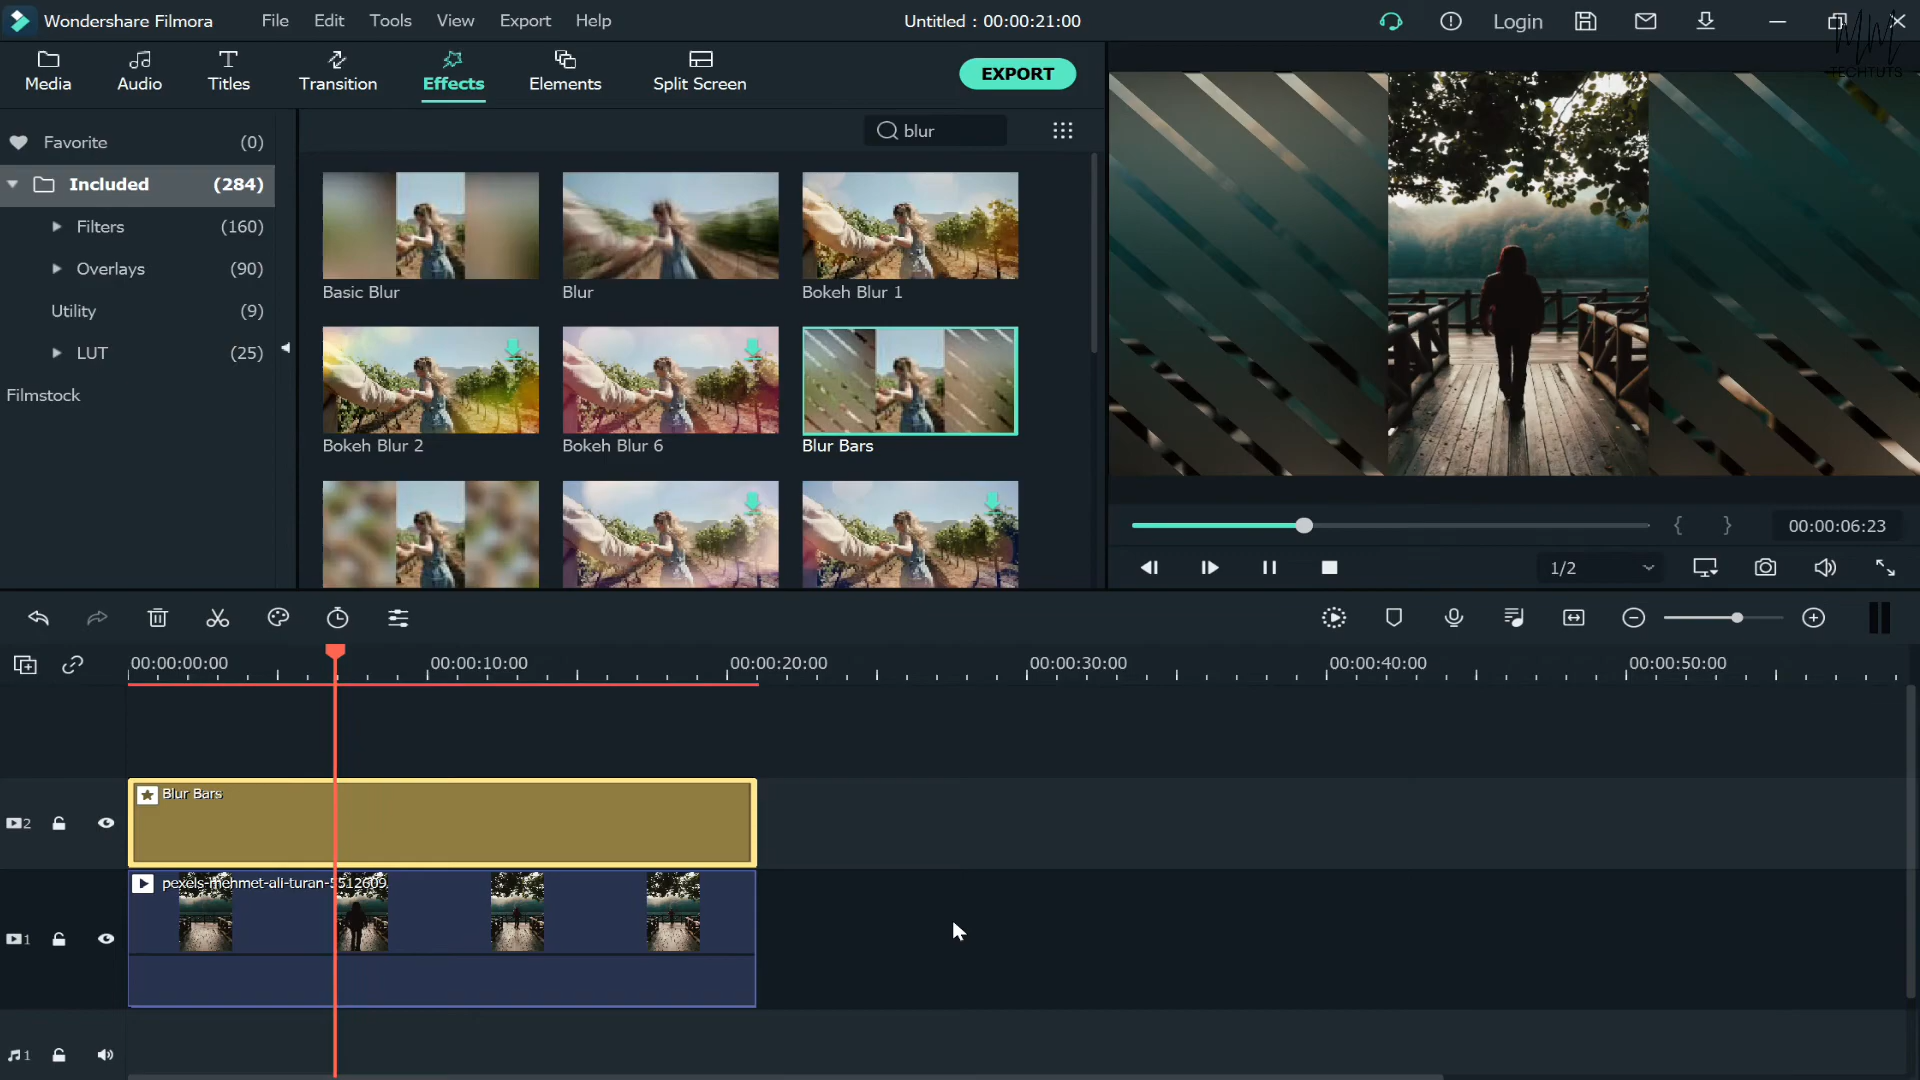 Wondershare Filmora
File
Edit
Tools
View
Export
Help
Untitled : 00:00:21:00
Login
Media
Audio
Titles
Transition
Effects
Elements
Split Screen
EXPORT
TECHTUTS
Favorite (0)
Included (284)
Filters (160)
Overlays (90)
Utility (9)
LUT (25)
Filmstock
blur
Basic Blur
Blur
Bokeh Blur 1
Bokeh Blur 2
Bokeh Blur 6
Blur Bars
{ } 00:00:06:23
1/2
00:00:00:00
00:00:10:00
00:00:20:00
00:00:30:00
00:00:40:00
00:00:50:00
2
Blur Bars
1
pexels-mehmet-ali-turan-5512609
1